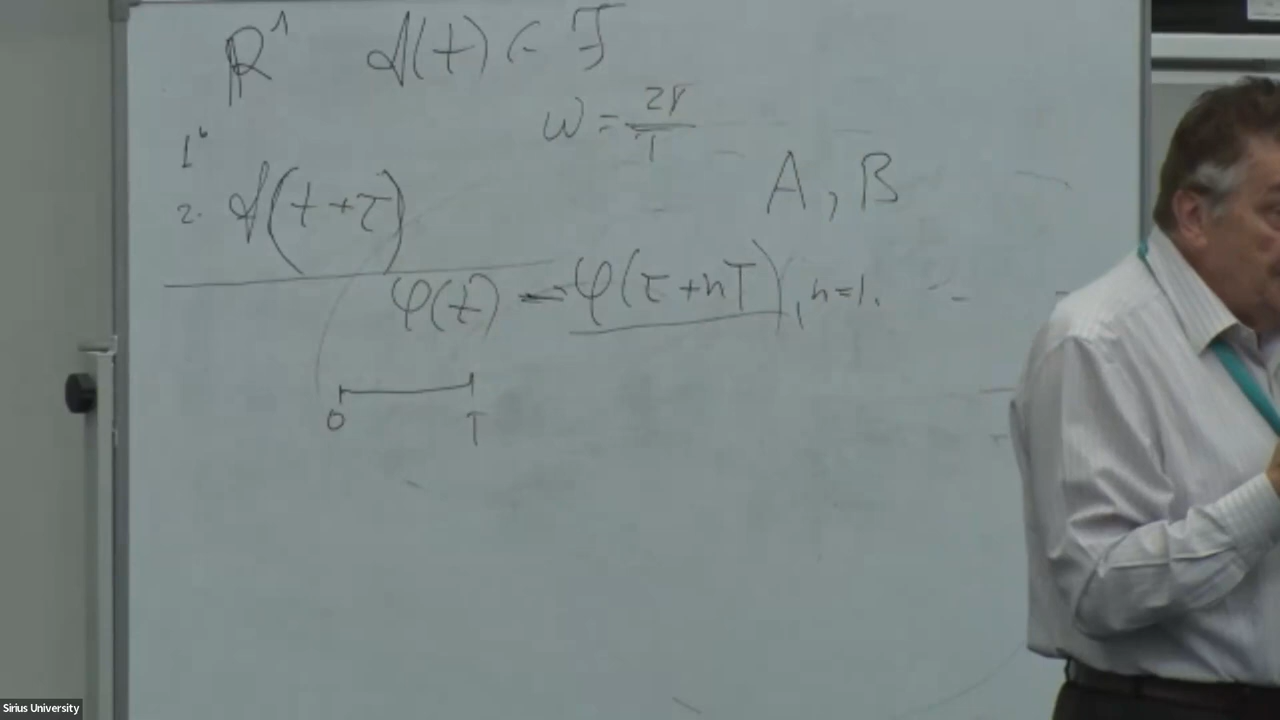 ℝ¹ f(t) ∈ F
ω = 2π/T
1°
2. f(t+τ)
A, B
φ(t) = φ(t+nT), n=1,
0 T
Sirius University